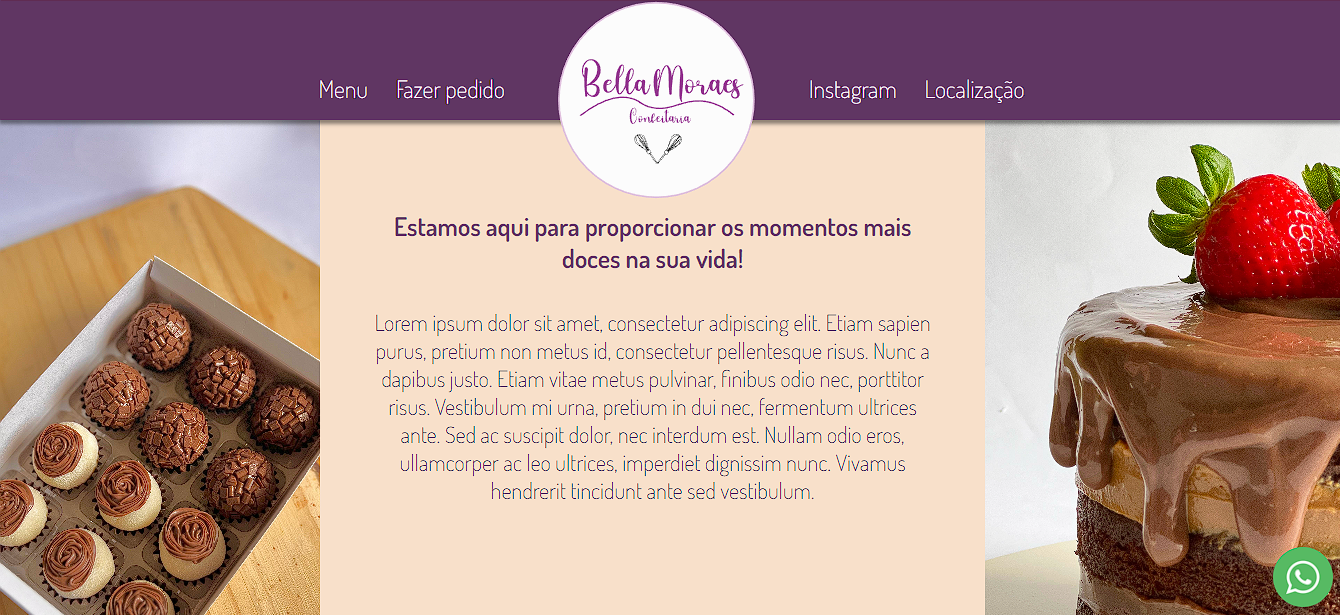 Menu
Fazer pedido
Bella Moraes
Confeitaria
Instagram
Localização
Estamos aqui para proporcionar os momentos mais
doces na sua vida!
Lorem ipsum dolor sit amet, consectetur adipiscing elit. Etiam sapien
purus, pretium non metus id, consectetur pellentesque risus. Nunc a
dapibus justo. Etiam vitae metus pulvinar, finibus odio nec, porttitor
risus. Vestibulum mi urna, pretium in dui nec, fermentum ultrices
ante. Sed ac suscipit dolor, nec interdum est. Nullam odio eros,
ullamcorper ac leo ultrices, imperdiet dignissim nunc. Vivamus
hendrerit tincidunt ante sed vestibulum.